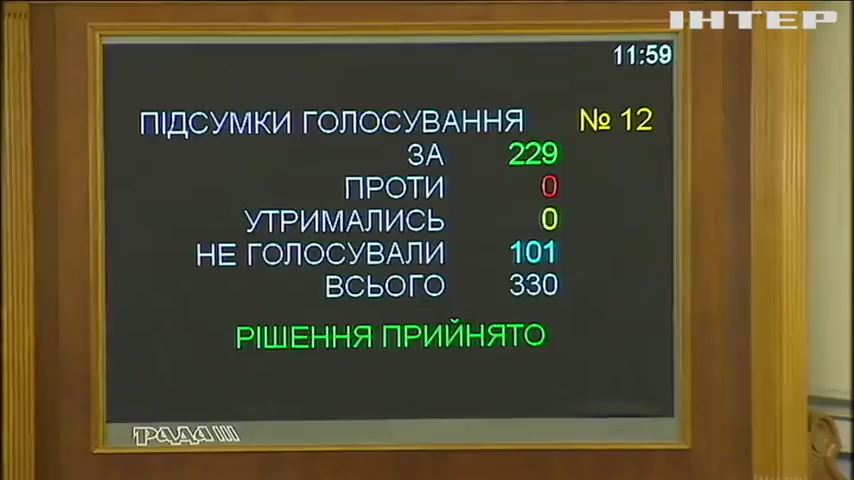 ІНТЕР
11:59
ПІДСУМКИ ГОЛОСУВАННЯ № 12
ЗА 229
ПРОТИ 0
УТРИМАЛИСЬ 0
НЕ ГОЛОСУВАЛИ 101
ВСЬОГО 330
РІШЕННЯ ПРИЙНЯТО
РАДА III